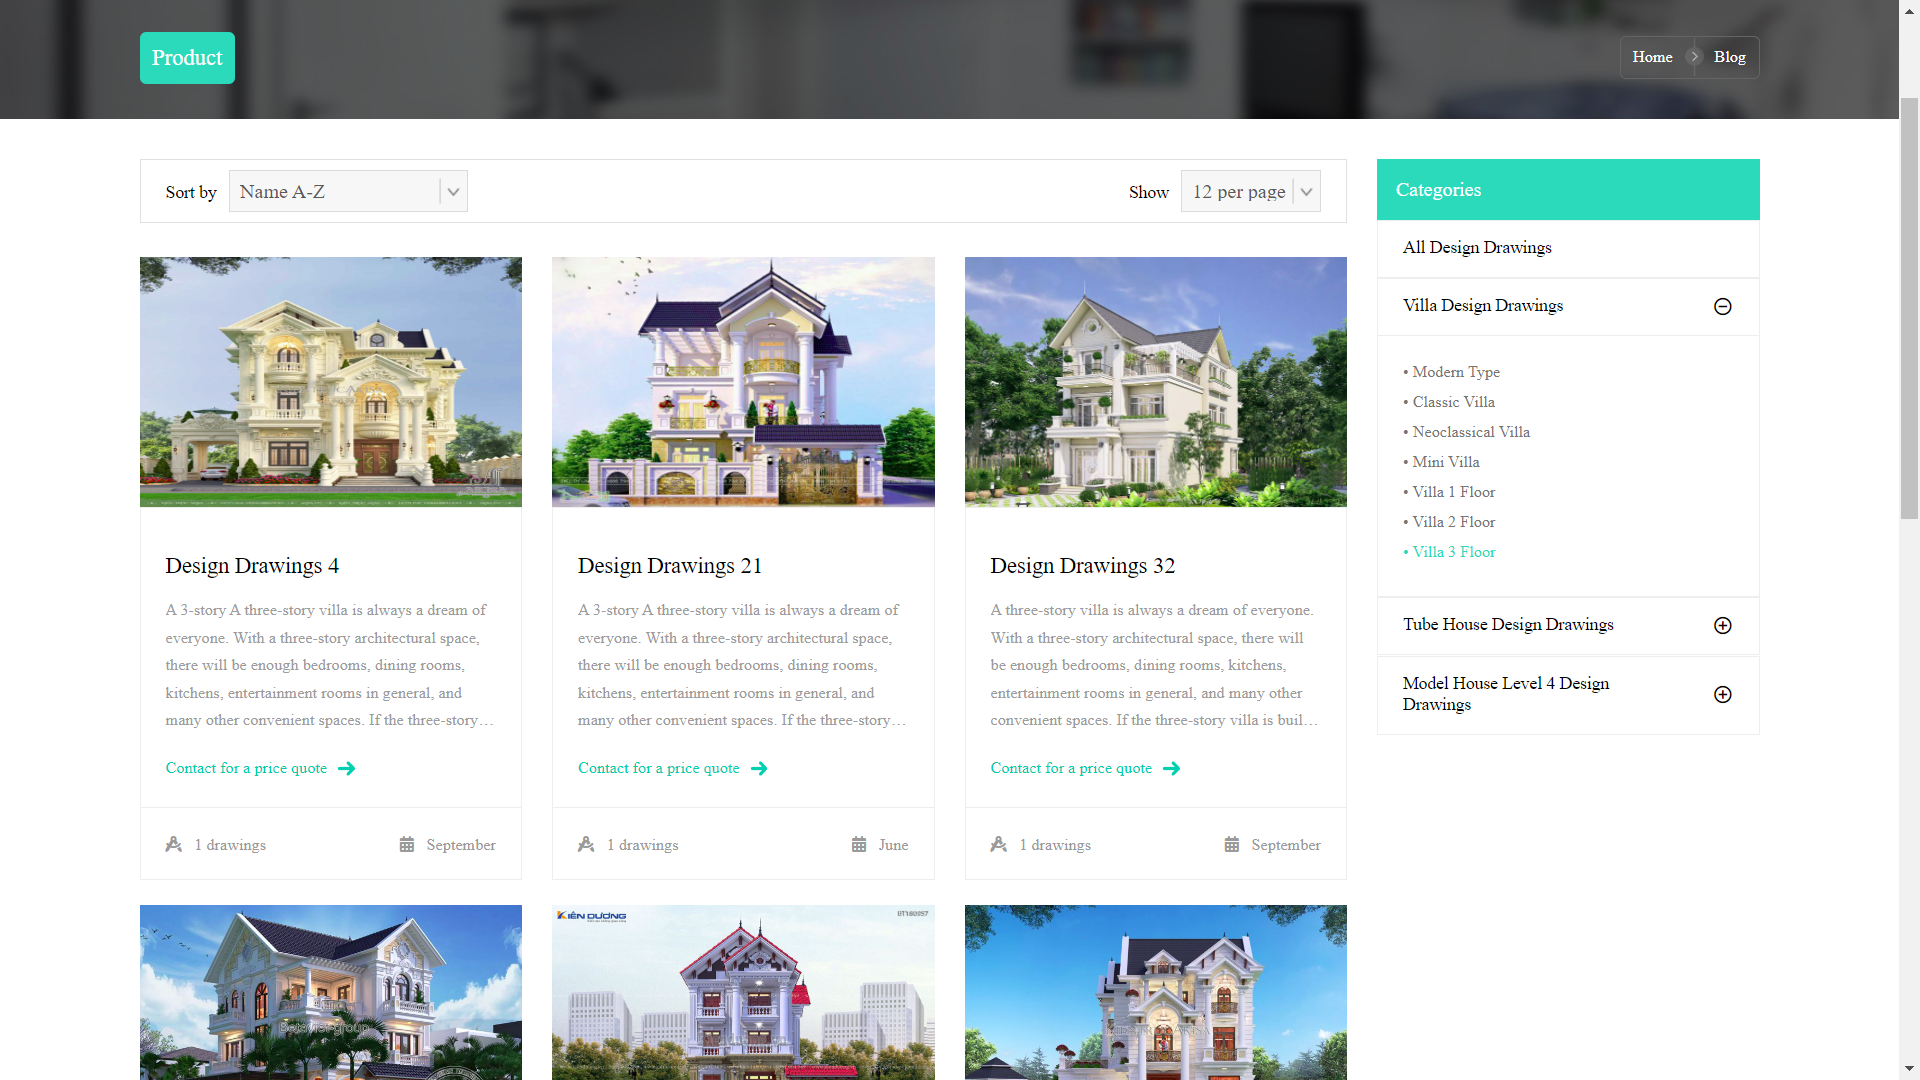 Product
Home
Blog
Sort by
Name A-Z
Show
12 per page
Categories
All Design Drawings
Villa Design Drawings
• Modern Type
• Classic Villa
• Neoclassical Villa
• Mini Villa
• Villa 1 Floor
• Villa 2 Floor
• Villa 3 Floor
Tube House Design Drawings
Model House Level 4 Design
Drawings
Design Drawings 4
A 3-story A three-story villa is always a dream of
everyone. With a three-story architectural space,
there will be enough bedrooms, dining rooms,
kitchens, entertainment rooms in general, and
many other convenient spaces. If the three-story…
Contact for a price quote
1 drawings
September
Design Drawings 21
A 3-story A three-story villa is always a dream of
everyone. With a three-story architectural space,
there will be enough bedrooms, dining rooms,
kitchens, entertainment rooms in general, and
many other convenient spaces. If the three-story…
Contact for a price quote
1 drawings
June
Design Drawings 32
A three-story villa is always a dream of everyone.
With a three-story architectural space, there will
be enough bedrooms, dining rooms, kitchens,
entertainment rooms in general, and many other
convenient spaces. If the three-story villa is buil…
Contact for a price quote
1 drawings
September
KIẾN DƯƠNG
BT180257